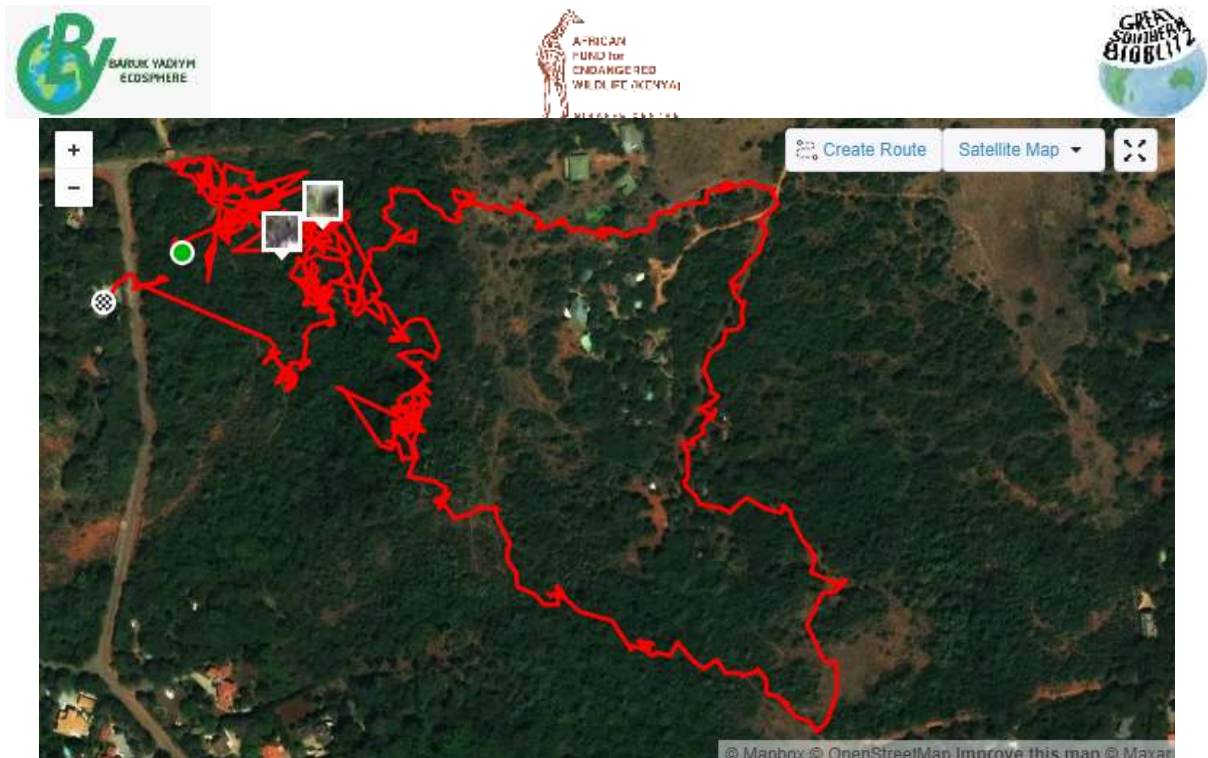 BARUK YADIYM
ECOSPHERE
AFRICAN
FUND for
ENDANGERED
WILDLIFE (KENYA)
GREAT
SOUTHERN
BIOBLITZ
+
−
Create Route
Satellite Map
© Mapbox © OpenStreetMap Improve this map © Maxar